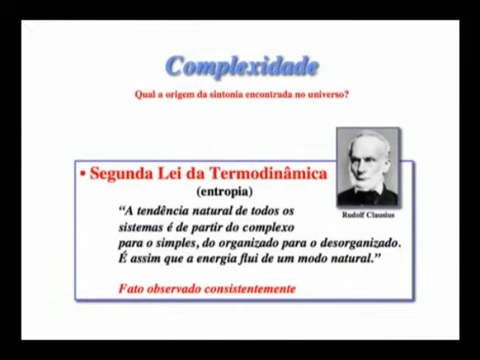 Complexidade
Qual a origem da sintonia encontrada no universo?
• Segunda Lei da Termodinâmica
(entropia)
Rudolf Clausius
“A tendência natural de todos os
sistemas é de partir do complexo
para o simples, do organizado para o desorganizado.
É assim que a energia flui de um modo natural.”
Fato observado consistentemente